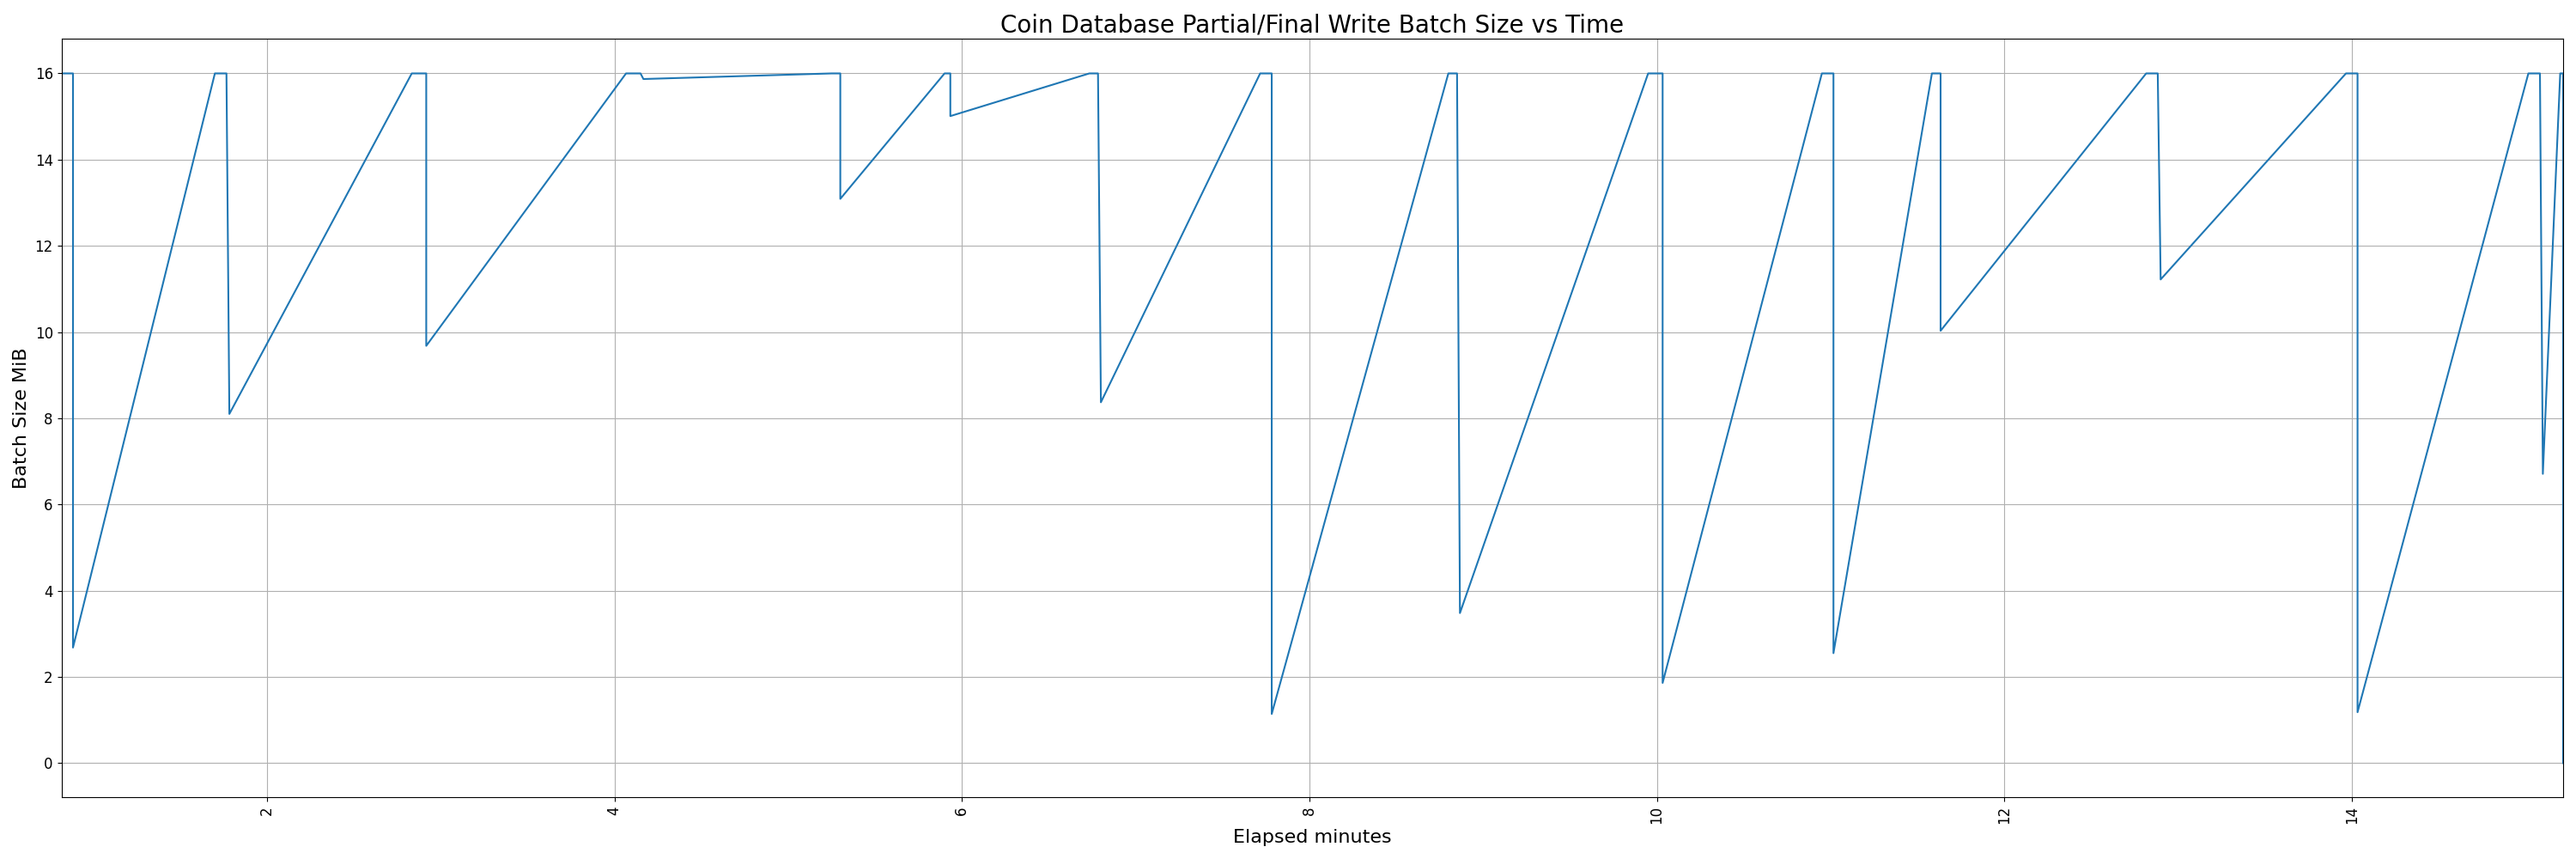 Coin Database Partial/Final Write Batch Size vs Time
Batch Size MiB
16
14
12
10
8
6
4
2
0
2 4 6 8 10 12 14
Elapsed minutes